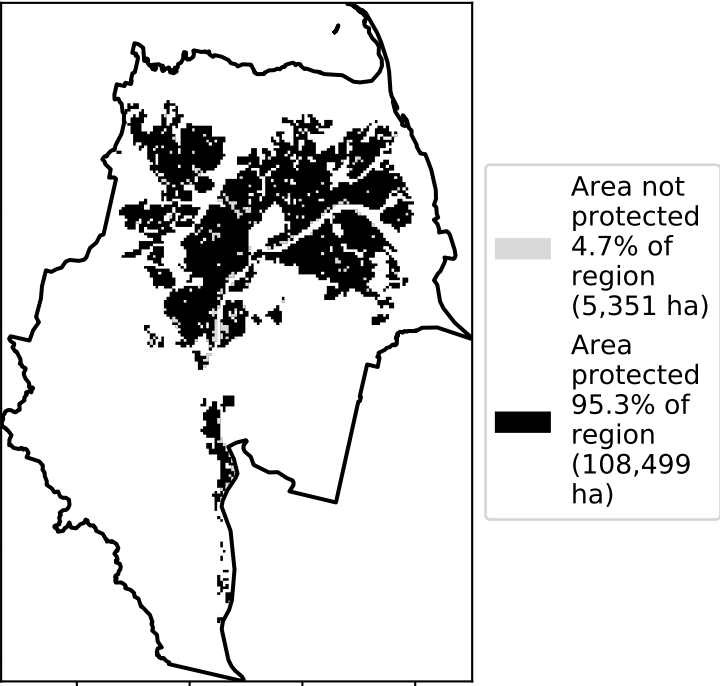 Area not
protected
4.7% of
region
(5,351 ha)
Area
protected
95.3% of
region
(108,499
ha)